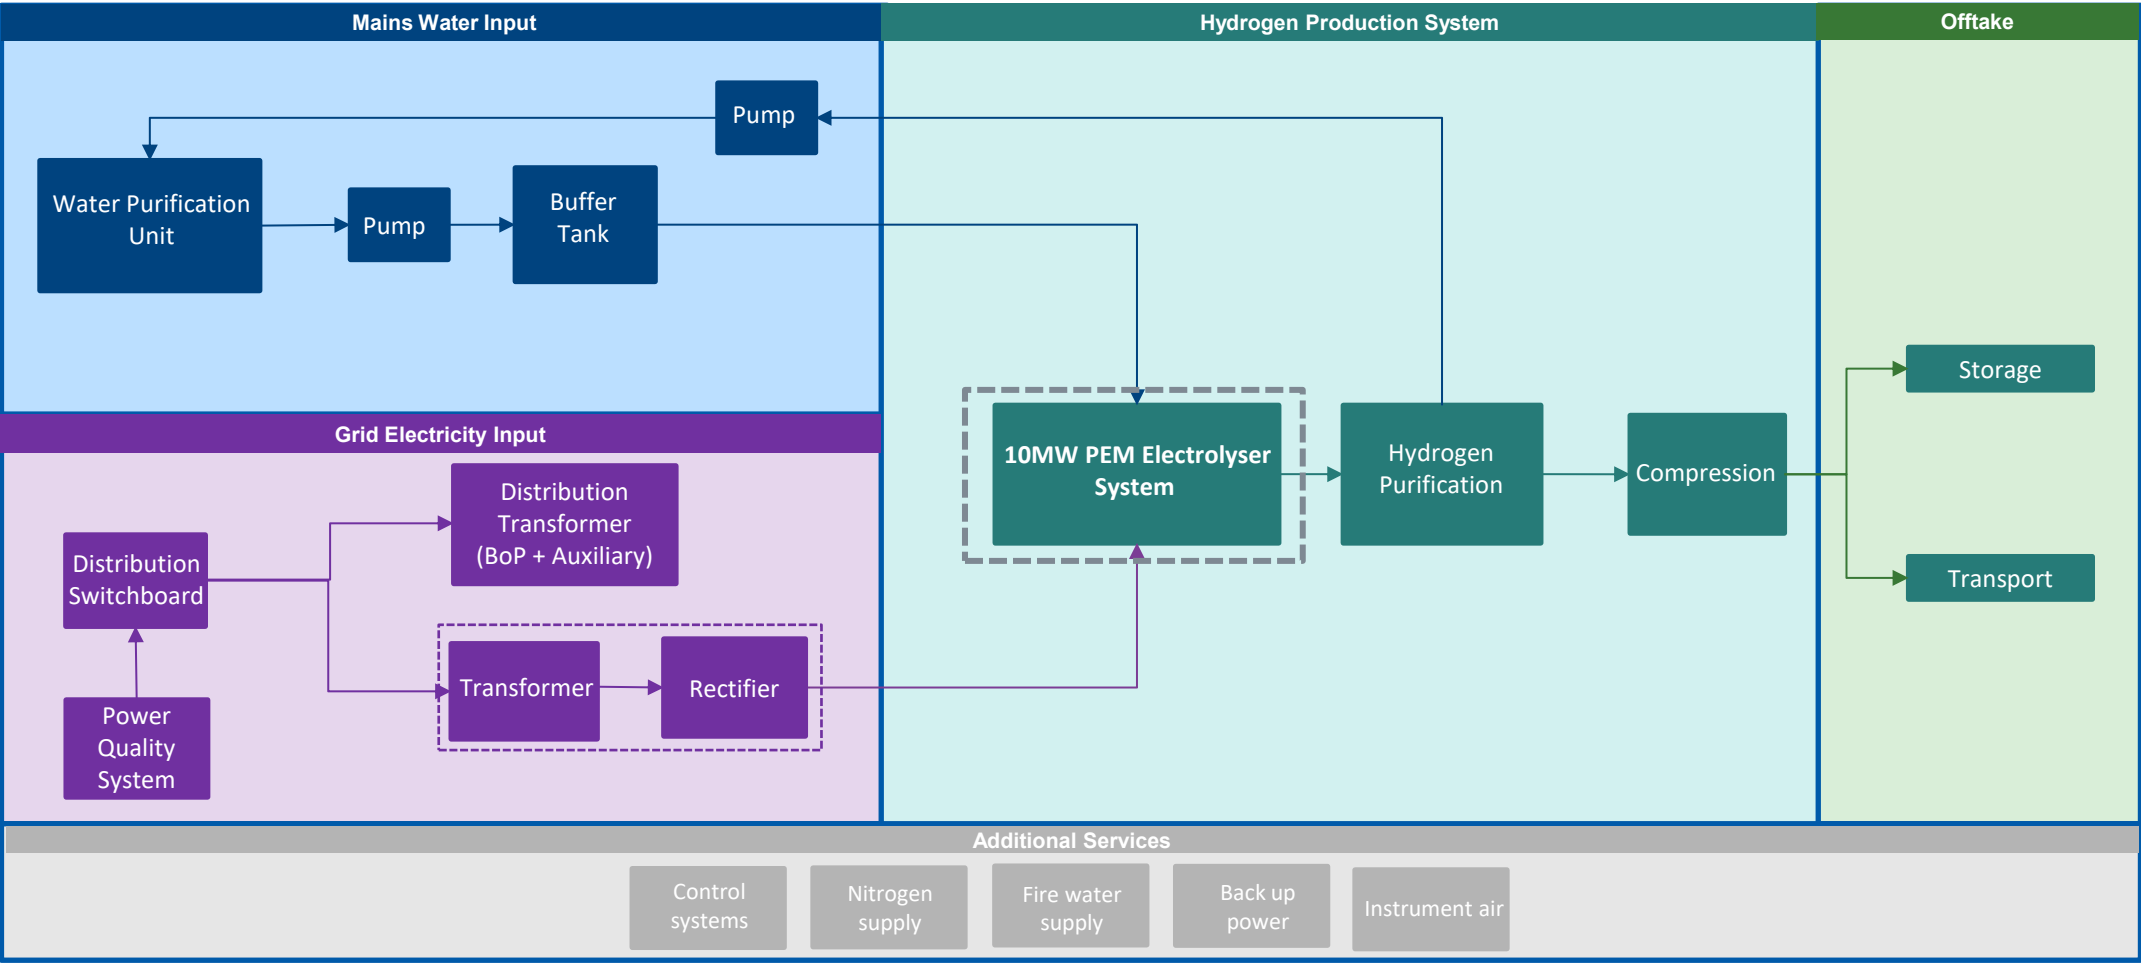 Mains Water Input
Hydrogen Production System
Offtake
Pump
Water Purification
Unit
Pump
Buffer
Tank
Storage
Grid Electricity Input
10MW PEM Electrolyser
System
Hydrogen
Purification
Compression
Distribution
Transformer
(BoP + Auxiliary)
Distribution
Switchboard
Transport
Transformer
Rectifier
Power
Quality
System
Additional Services
Control
systems
Nitrogen
supply
Fire water
supply
Back up
power
Instrument air